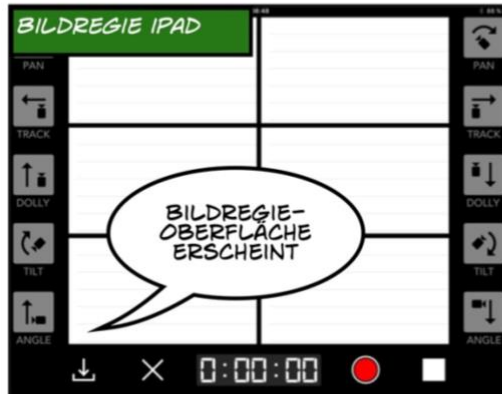 BILDREGIE IPAD
PAN
PAN
TRACK
TRACK
DOLLY
DOLLY
BILDREGIE-
OBERFLÄCHE
ERSCHEINT
TILT
TILT
ANGLE
ANGLE
0:00:00